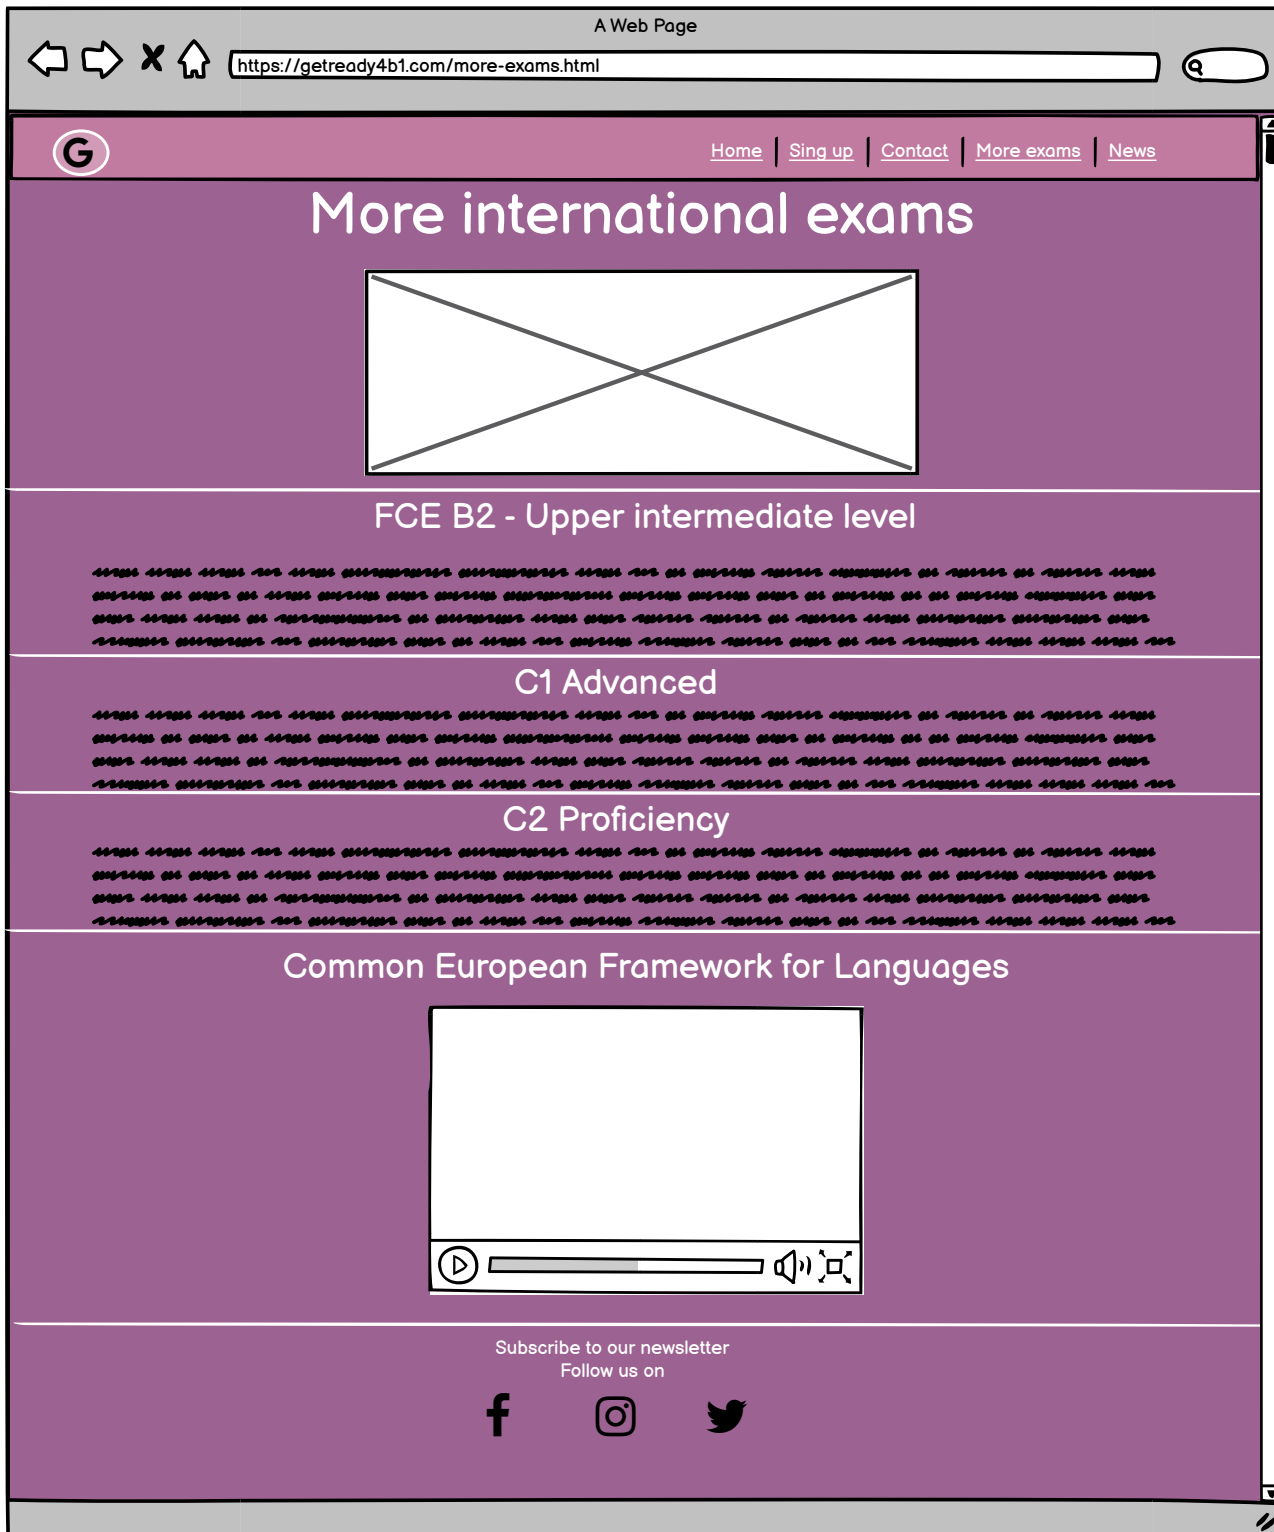 A Web Page
https://getready4b1.com/more-exams.html
G
Home Sing up Contact More exams News
More international exams
FCE B2 - Upper intermediate level
C1 Advanced
C2 Proficiency
Common European Framework for Languages
Subscribe to our newsletter
Follow us on